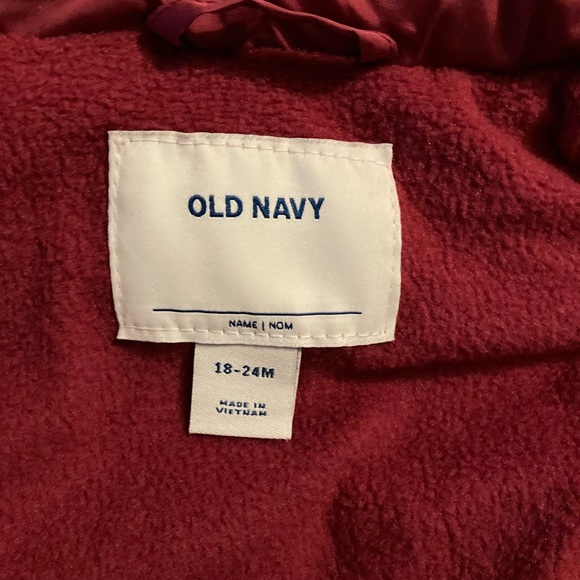 OLD NAVY
NAME | NOM
18-24M
MADE IN
VIETNAM